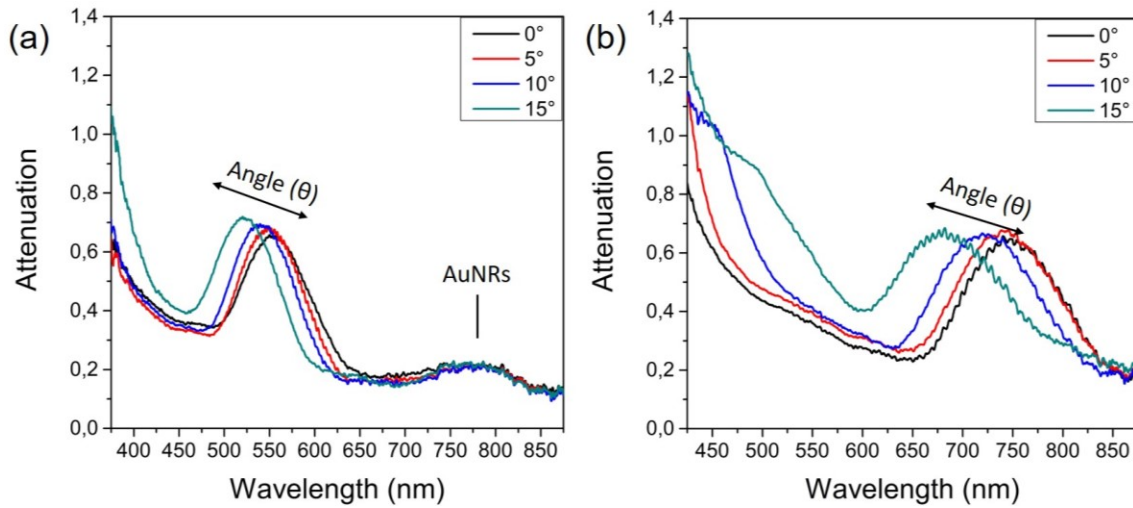 (a)
1,4
1,2
1,0
0,8
0,6
0,4
0,2
0,0
Attenuation
0°
5°
10°
15°
Angle (θ)
AuNRs
400 450 500 550 600 650 700 750 800 850
Wavelength (nm)
(b)
1,4
1,2
1,0
0,8
0,6
0,4
0,2
0,0
Attenuation
0°
5°
10°
15°
Angle (θ)
450 500 550 600 650 700 750 800 850
Wavelength (nm)